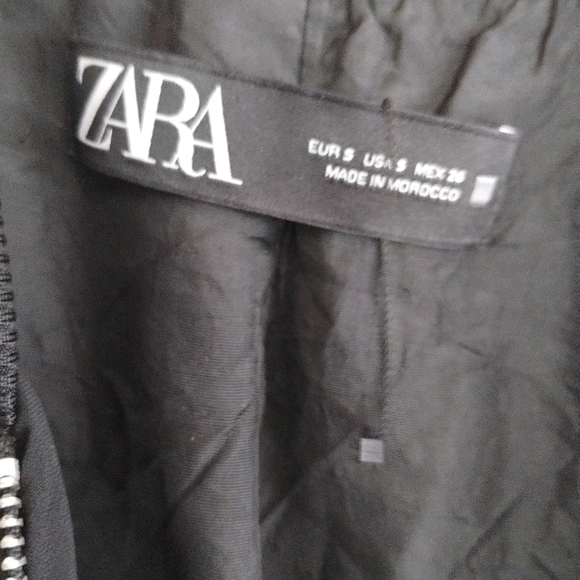 ZARA
EUR S USA S MEX 26
MADE IN MOROCCO